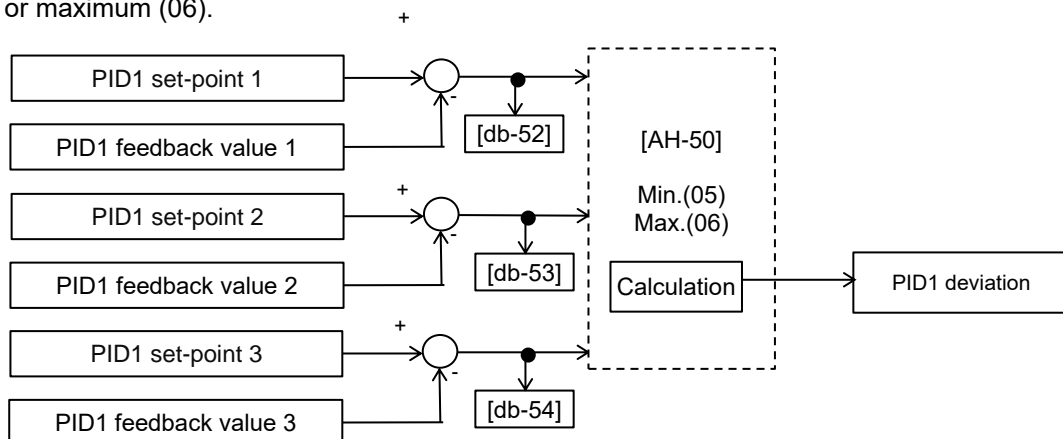 or maximum (06).
+
PID1 set-point 1
-
PID1 feedback value 1
[db-52]
+
PID1 set-point 2
-
PID1 feedback value 2
[db-53]
+
PID1 set-point 3
-
PID1 feedback value 3
[db-54]
[AH-50]
Min.(05)
Max.(06)
Calculation
PID1 deviation